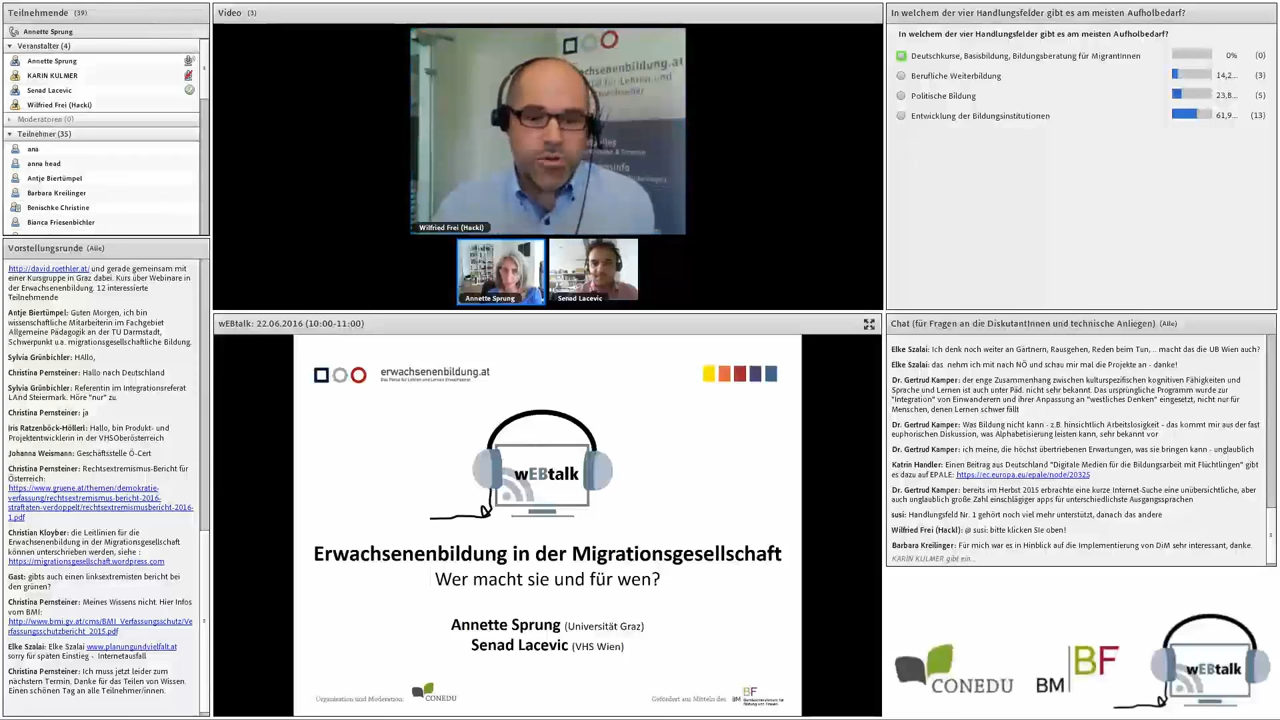 Teilnehmende (39)
Annette Sprung
Veranstalter (4)
Annette Sprung
KARIN KULMER
Senad Lacevic
Wilfried Frei (Hackl)
Moderatoren (0)
Teilnehmer (35)
ana
anna head
Antje Biertümpel
Barbara Kreilinger
Benischke Christine
Bianca Friesenbichler
Vorstellungsrunde (Alle)
http://david.roethler.at/ und gerade gemeinsam mit
einer Kursgruppe in Graz dabei. Kurs über Webinare in
der Erwachsenenbildung. 12 interessierte
Teilnehmende
Antje Biertümpel: Guten Morgen, ich bin
wissenschaftliche Mitarbeiterin im Fachgebiet
Allgemeine Pädagogik an der TU Darmstadt,
Schwerpunkt u.a. migrationsgesellschaftliche Bildung.
Sylvia Grünbichler: HAllo,
Christina Pernsteiner: Hallo nach Deutschland
Sylvia Grünbichler: Referentin im Integrationsreferat
LAnd Steiermark. Höre "nur" zu.
Christina Pernsteiner: ja
Iris Ratzenböck-Höllerl: Hallo, bin Produkt- und
Projektentwicklerin in der VHSOberösterreich
Johanna Weismann: Geschäftsstelle Ö-Cert
Christina Pernsteiner: Rechtsextremismus-Bericht für
Österreich:
https://www.gruene.at/themen/demokratie-
verfassung/rechtsextremismus-bericht-2016-
straftaten-verdoppelt/rechtsextremismusbericht-2016-
1.pdf
Christian Kloyber: die Leitlinien für die
Erwachsenenbildung in der Migrationsgesellschaft
können unterschrieben werden, siehe :
https://migrationsgesellschaft.wordpress.com
Gast: gibts auch einen linksextremisten bericht bei
den grünen?
Christina Pernsteiner: Meines Wissens nicht. Hier Infos
vom BMI:
http://www.bmi.gv.at/cms/BMI_Verfassungsschutz/Ve
rfassungsschutzbericht_2015.pdf
Elke Szalai: Elke Szalai www.planungundvielfalt.at
sorry für späten Einstieg - Internetausfall
Christina Pernsteiner: Ich muss jetzt leider zum
nächsten Termin. Danke für das Teilen von Wissen.
Einen schönen Tag an alle Teilnehmer/innen.
Video (3)
Wilfried Frei (Hackl)
Annette Sprung
Senad Lacevic
wEBtalk: 22.06.2016 (10:00-11:00)
erwachsenenbildung.at
Das Portal für Lehren und Lernen Erwachsener
wEBtalk
Erwachsenenbildung in der Migrationsgesellschaft
Wer macht sie und für wen?
Annette Sprung (Universität Graz)
Senad Lacevic (VHS Wien)
Organisation und Moderation:
CONEDU
Gefördert aus Mitteln des
BM BF
In welchem der vier Handlungsfelder gibt es am meisten Aufholbedarf?
In welchem der vier Handlungsfelder gibt es am meisten Aufholbedarf?
Deutschkurse, Basisbildung, Bildungsberatung für MigrantInnen 0% (0)
Berufliche Weiterbildung 14,2... (3)
Politische Bildung 23,8... (5)
Entwicklung der Bildungsinstitutionen 61,9... (13)
Chat (für Fragen an die DiskutantInnen und technische Anliegen) (Alle)
Elke Szalai: Ich denk noch weiter an Gärtnern, Rausgehen, Reden beim Tun,... macht das die UB Wien auch?
Elke Szalai: das nehm ich mit nach NÖ und schau mir mal die Projekte an - danke!
Dr. Gertrud Kamper: der enge Zusammenhang zwischen kulturspezifischen kognitiven Fähigkeiten und
Sprache und Lernen ist auch unter Päd. nicht sehr bekannt. Das ursprüngliche Programm wurde zur
"Integration" von Einwanderern und ihrer Anpassung an "westliches Denken" eingesetzt, nicht nur für
Menschen, denen Lernen schwer fällt
Dr. Gertrud Kamper: Was Bildung nicht kann - z.B. hinsichtlich Arbeitslosigkeit - das kommt mir aus der fast
euphorischen Diskussion, was Alphabetisierung leisten kann, sehr bekannt vor
Dr. Gertrud Kamper: ich meine, die höchst übertriebenen Erwartungen, was sie bringen kann - unglaublich
Katrin Handler: Einen Beitrag aus Deutschland "Digitale Medien für die Bildungsarbeit mit Flüchtlingen" gibt
es dazu auf EPALE: https://ec.europa.eu/epale/node/20325
Dr. Gertrud Kamper: bereits im Herbst 2015 erbrachte eine kurze Internet-Suche eine unübersichtliche, aber
auch unglaublich große Zahl einschlägiger apps für unterschiedlichste Ausgangssprachen
susi: Handlungsfeld Nr. 1 gehört noch viel mehr unterstützt, danach das andere
Wilfried Frei (Hackl): @ susi: bitte klicken SIe oben!
Barbara Kreilinger: Für mich war es in Hinblick auf die Implementierung von DiM sehr interessant, danke.
KARIN KULMER gibt ein...
CONEDU
BM BF
wEBtalk